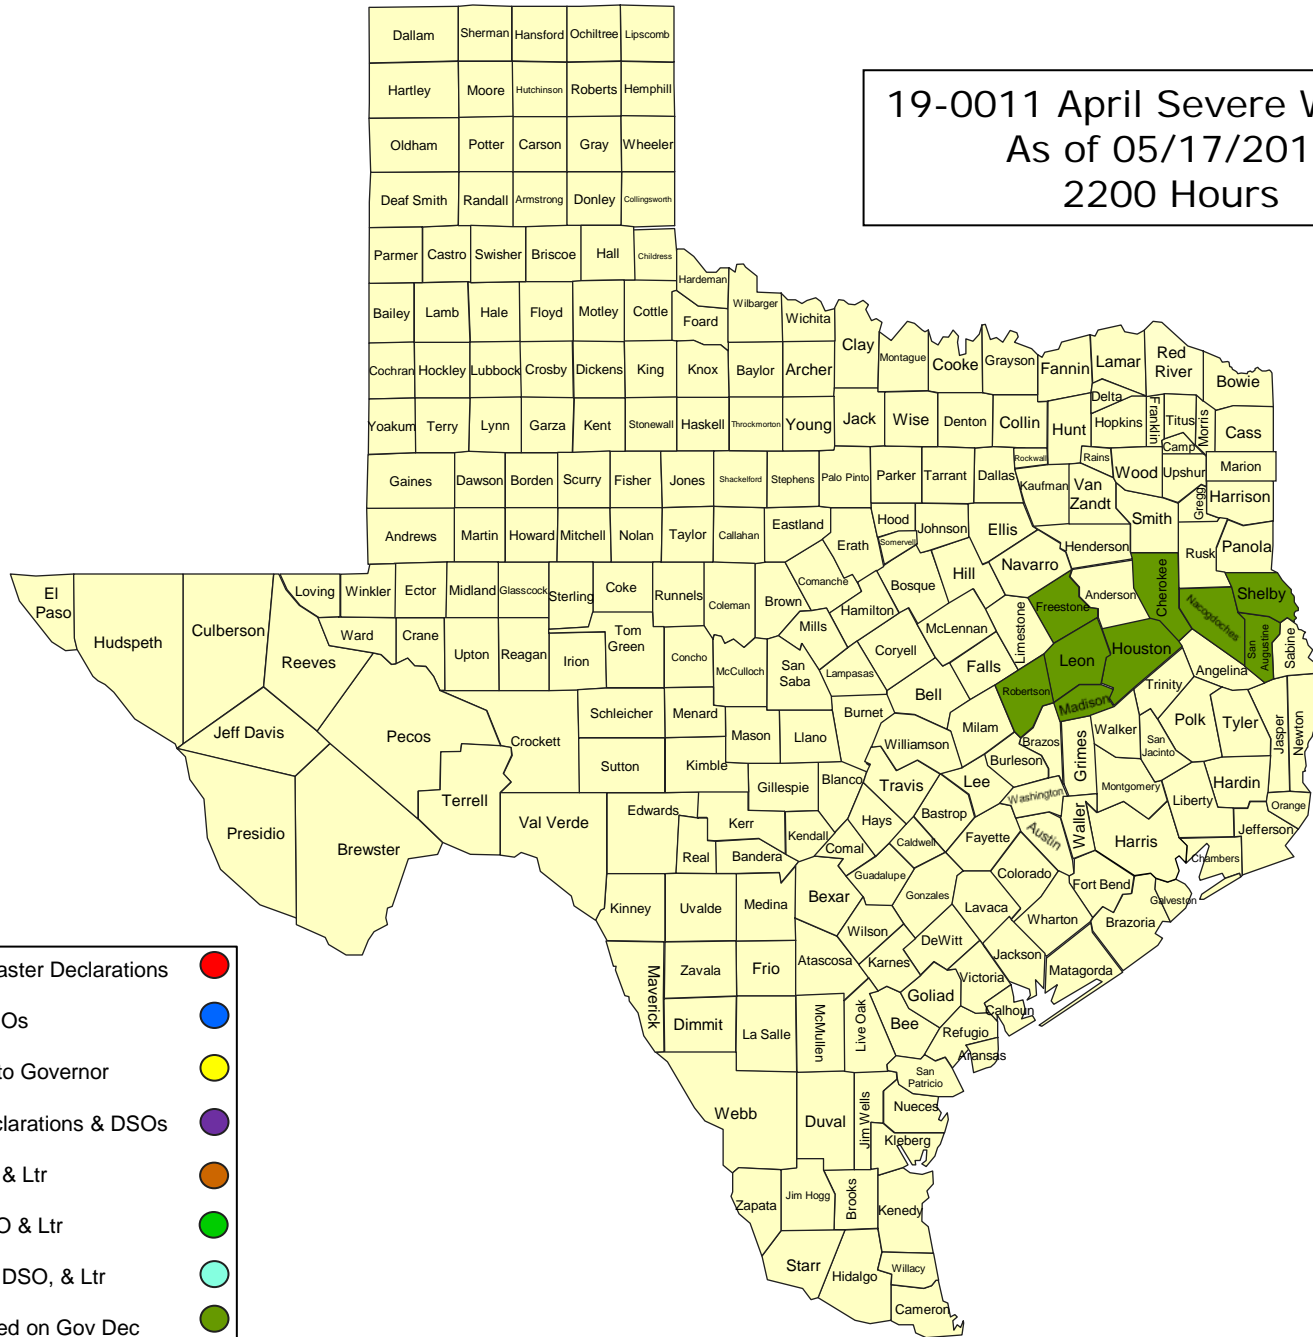 Dallam Sherman Hansford Ochiltree Lipscomb
Hartley Moore Hutchinson Roberts Hemphill
19-0011 April Severe
As of 05/17/201
2200 Hours
Oldham Potter Carson Gray Wheeler
Deaf Smith Randall Armstrong Donley Collingsworth
Parmer Castro Swisher Briscoe Hall Childress
Hardeman
Wilbarger
Bailey Lamb Hale Floyd Motley Cottle Foard Wichita
Clay Montague Cooke Grayson Fannin Lamar Red
River
Bowie
Cochran Hockley Lubbock Crosby Dickens King Knox Baylor Archer
Delta
Yoakum Terry Lynn Garza Kent Stonewall Haskell Throckmorton Young Jack Wise Denton Collin Hunt Hopkins Franklin Titus Morris Cass
Camp
Rockwall Rains
Gaines Dawson Borden Scurry Fisher Jones Shackelford Stephens Palo Pinto Parker Tarrant Dallas Kaufman Van
Zandt
Wood Upshur Marion
Gregg Harrison
Andrews Martin Howard Mitchell Nolan Taylor Callahan Eastland Erath Hood Somervell Johnson Ellis Henderson Smith Rusk Panola
El
Paso
Hudspeth Culberson Loving Winkler Ector Midland Glasscock Sterling Coke Runnels Coleman Brown Comanche Hamilton Bosque Hill Navarro Freestone Anderson Cherokee Nacogdoches Shelby
Reeves Ward Crane Upton Reagan Irion Tom
Green
Concho McCulloch San
Saba
Mills Lampasas Coryell McLennan Limestone Falls Leon Houston Angelina San
Augustine
Sabine
Jeff Davis Pecos Crockett Schleicher Menard Mason Llano Burnet Bell Milam Robertson Madison Trinity Polk Tyler Jasper Newton
Presidio Brewster Terrell Sutton Kimble Gillespie Blanco Williamson Travis Lee Burleson Brazos Grimes Walker San
Jacinto
Val Verde Edwards Kerr Kendall Hays Bastrop Washington Montgomery Liberty Hardin Orange
Real Bandera Comal Caldwell Fayette Austin Waller Harris Jefferson Chambers
Kinney Uvalde Medina Bexar Guadalupe Gonzales Colorado Fort Bend Galveston
Wilson Lavaca Wharton Brazoria
Maverick Zavala Frio Atascosa Karnes DeWitt Jackson Matagorda
Dimmit La Salle McMullen Live Oak Bee Goliad Victoria Calhoun
Refugio
Aransas
San
Patricio
Webb Duval Jim Wells Nueces
Kleberg
Zapata Jim Hogg Brooks Kenedy
Starr Hidalgo Willacy
Cameron
aster Declarations
Os
to Governor
clarations & DSOs
& Ltr
O & Ltr
DSO, & Ltr
ed on Gov Dec